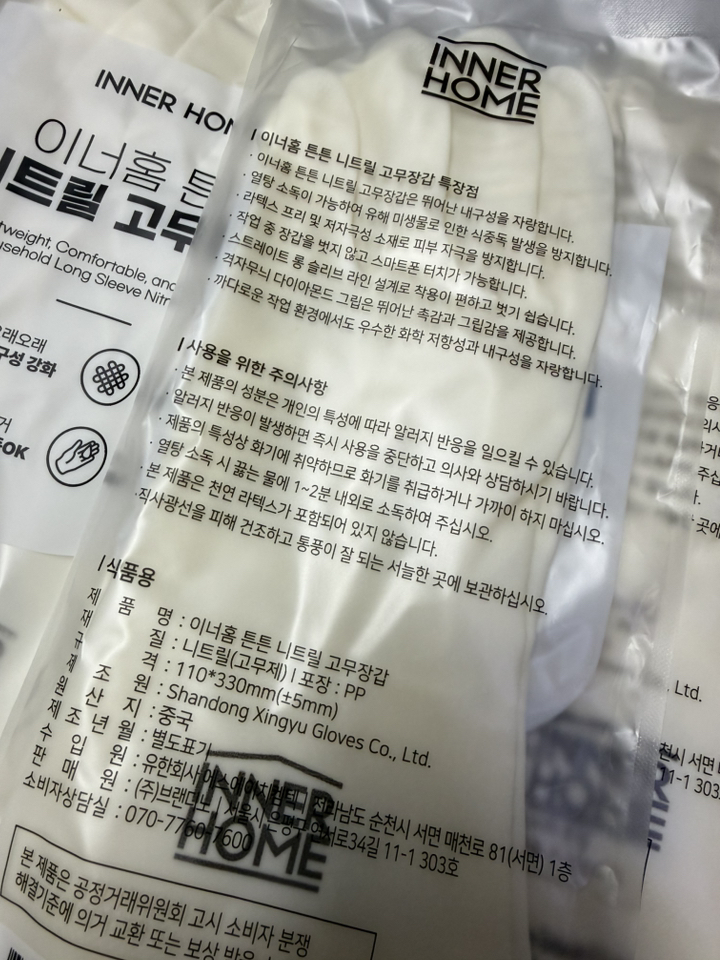 INNER HOME
이너홈 튼
니트릴 고무
Comfortable, and
Household Long Sleeve Nitr
오래오래
구성 강화
OK
INNER
HOME
이너홈 튼튼 니트릴 고무장갑 특장점
· 이너홈 튼튼 니트릴 고무장갑은 뛰어난 내구성을 자랑합니다.
· 열탕 소독이 가능하여 유해 미생물로 인한 식중독 발생을 방지합니다.
· 라텍스 프리 및 저자극성 소재로 피부 자극을 방지합니다.
· 작업 중 장갑을 벗지 않고 스마트폰 터치가 가능합니다.
· 스트레이트 롱 슬리브 라인 설계로 착용이 편하고 벗기 쉽습니다.
· 격자무늬 다이아몬드 그립은 뛰어난 촉감과 그립감을 제공합니다.
· 까다로운 작업 환경에서도 우수한 화학 저항성과 내구성을 자랑합니다.
사용을 위한 주의사항
· 본 제품의 성분은 개인의 특성에 따라 알러지 반응을 일으킬 수 있습니다.
· 알러지 반응이 발생하면 즉시 사용을 중단하고 의사와 상담하시기 바랍니다.
· 제품의 특성상 화기에 취약하므로 화기를 취급하거나 가까이 하지 마십시오.
· 열탕 소독 시 끓는 물에 1~2분 내외로 소독하여 주십시오.
· 본 제품은 천연 라텍스가 포함되어 있지 않습니다.
· 직사광선을 피해 건조하고 통풍이 잘 되는 서늘한 곳에 보관하십시오.
식품용
제 품 명 : 이너홈 튼튼 니트릴 고무장갑
재 질 : 니트릴(고무제) | 포장 : PP
규 격 : 110*330mm(±5mm)
제 조 원 : Shandong Xingyu Gloves Co., Ltd.
원 산 지 : 중국
제 조 년 월 : 별도표기
수 입 원 : 유한회사 전라남도 순천시 서면 매천로 81(서면) 1층
판 매 원 : (주)브랜디노 | 서울시 은평구 34길 11-1 303호
소비자상담실 : 070-7760-7600
INNER
HOME
본 제품은 공정거래위원회 고시 소비자 분쟁
해결기준에 의거 교환 또는 보상
. Ltd.
천시 서면
11-1 303